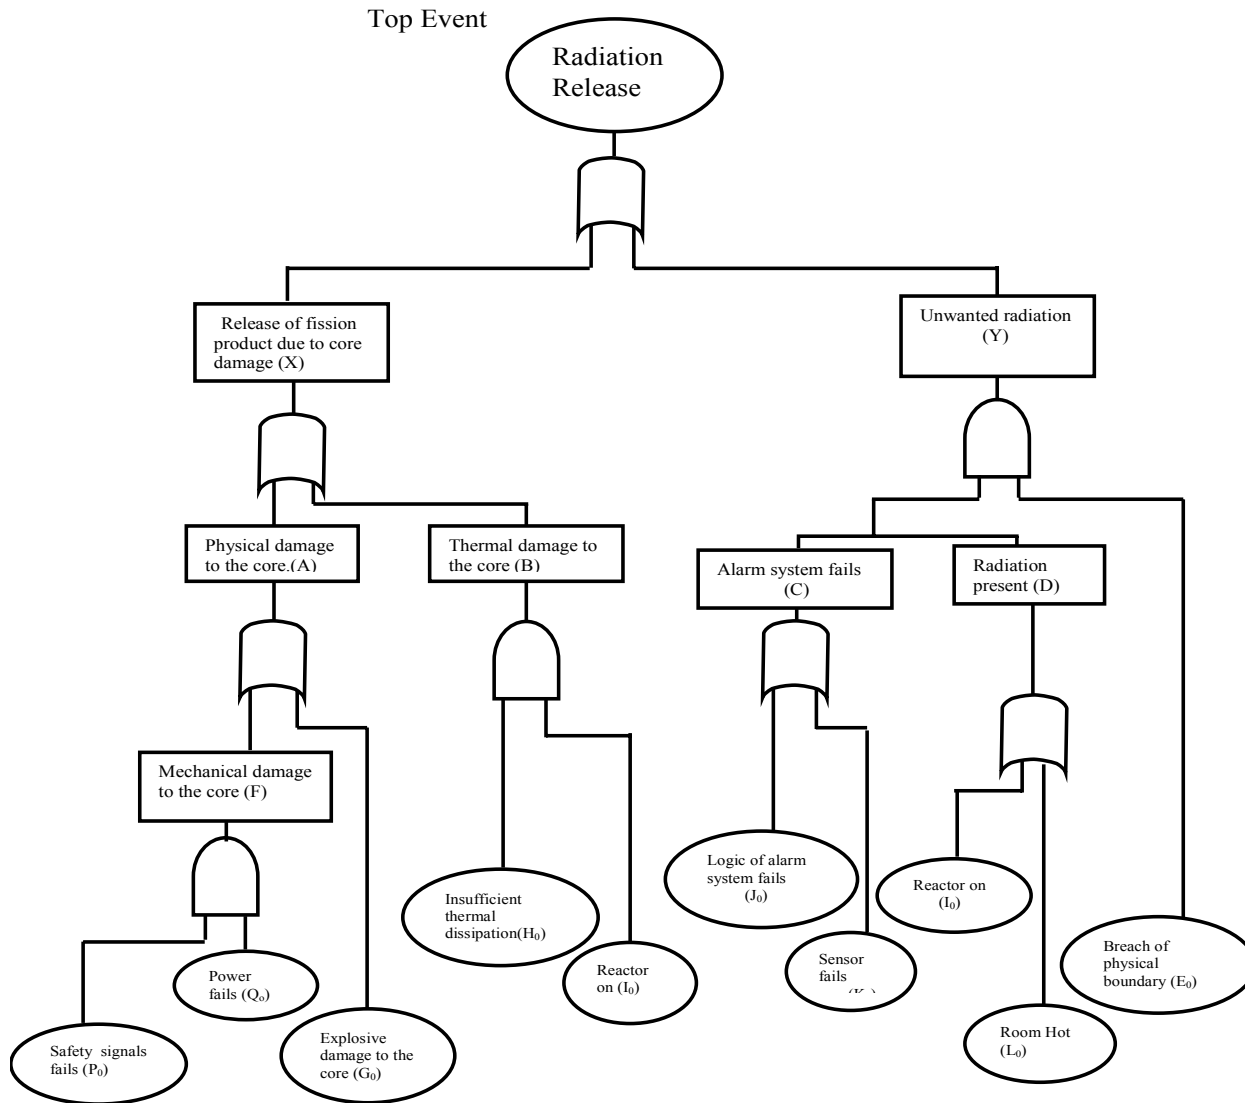 Top Event
Radiation
Release
Release of fission
product due to core
damage (X)
Unwanted radiation
(Y)
Physical damage
to the core.(A)
Thermal damage to
the core (B)
Alarm system fails
(C)
Radiation
present (D)
Mechanical damage
to the core (F)
Logic of alarm
system fails
(J₀)
Reactor on
(I₀)
Insufficient
thermal
dissipation(H₀)
Breach of
physical
boundary (E₀)
Sensor
fails
Power
fails (Qₒ)
Reactor
on (I₀)
Safety signals
fails (P₀)
Explosive
damage to the
core (G₀)
Room Hot
(L₀)